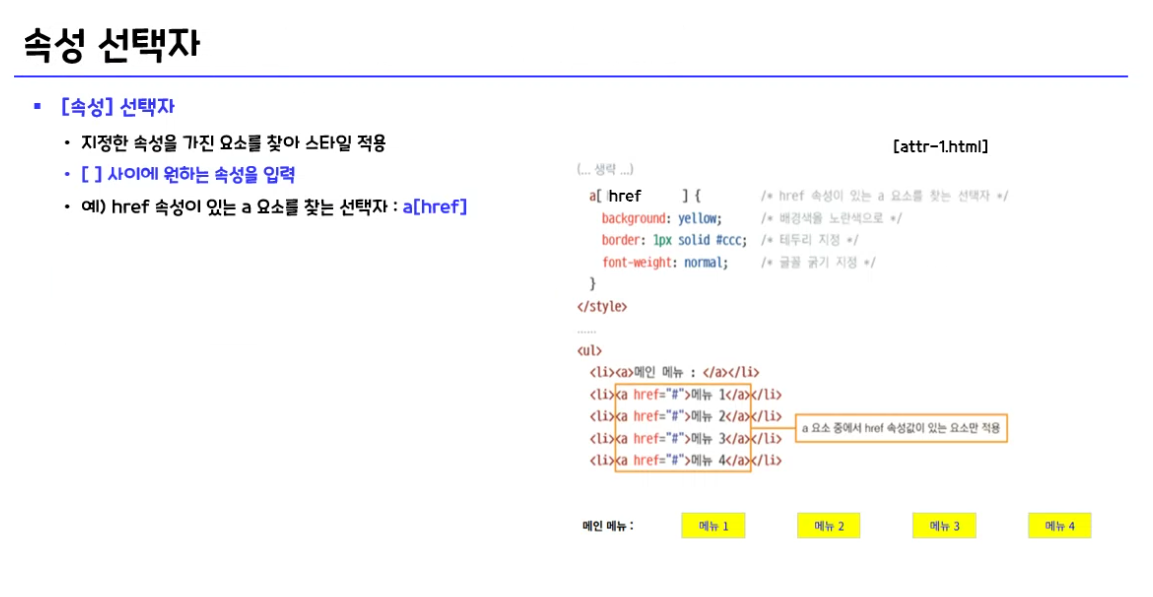 속성 선택자
▪ [속성] 선택자
• 지정한 속성을 가진 요소를 찾아 스타일 적용
• [ ] 사이에 원하는 속성을 입력
• 예) href 속성이 있는 a 요소를 찾는 선택자 : a[href]
[attr-1.html]
(... 생략 ...)
a[ href ] { /* href 속성이 있는 a 요소를 찾는 선택자 */
background: yellow; /* 배경색을 노란색으로 */
border: 1px solid #ccc; /* 테두리 지정 */
font-weight: normal; /* 글꼴 굵기 지정 */
}
</style>
......
<ul>
<li><a>메인 메뉴 : </a></li>
<li><a href="#">메뉴 1</a></li>
<li><a href="#">메뉴 2</a></li>
<li><a href="#">메뉴 3</a></li>
<li><a href="#">메뉴 4</a></li>
a 요소 중에서 href 속성값이 있는 요소만 적용
메인 메뉴 : 메뉴 1 메뉴 2 메뉴 3 메뉴 4